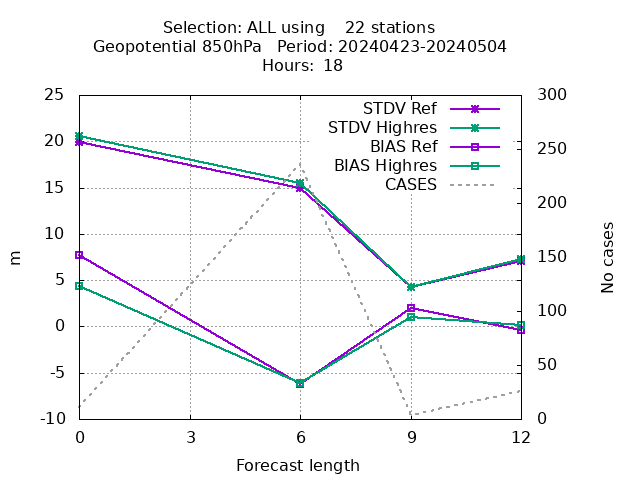 Selection: ALL using    22 stations
Geopotential 850hPa   Period: 20240423-20240504
Hours: 18
STDV Ref
STDV Highres
BIAS Ref
BIAS Highres
CASES
25
20
15
10
5
0
-5
-10
m
300
250
200
150
100
50
0
No cases
0 3 6 9 12
Forecast length